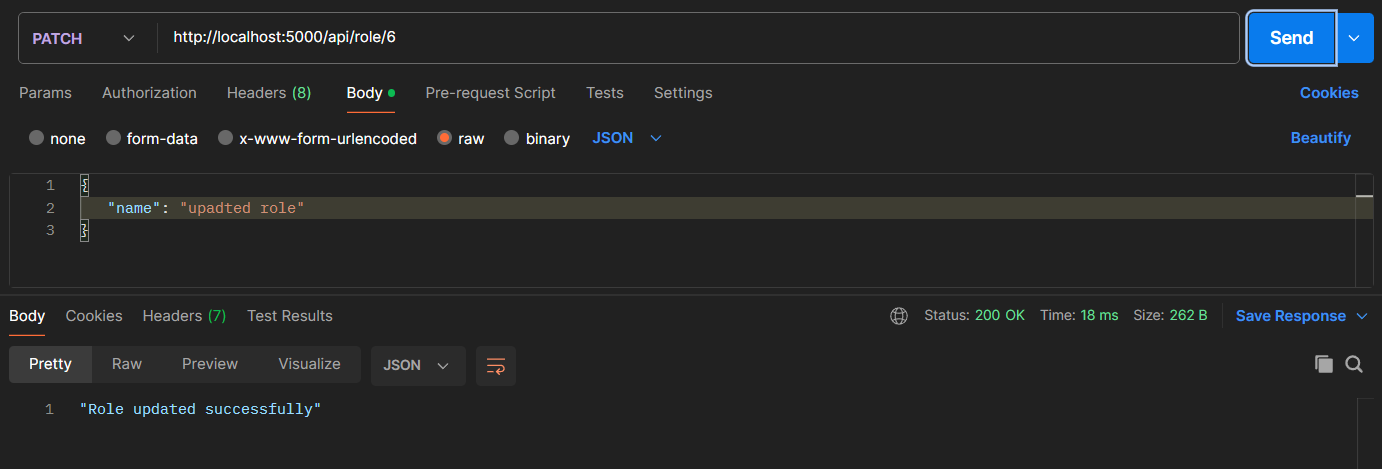 PATCH http://localhost:5000/api/role/6 Send
Params Authorization Headers (8) Body Pre-request Script Tests Settings Cookies
none form-data x-www-form-urlencoded raw binary JSON Beautify
1 {
2 "name": "upadted role"
3 }
Body Cookies Headers (7) Test Results Status: 200 OK Time: 18 ms Size: 262 B Save Response
Pretty Raw Preview Visualize JSON
1 "Role updated successfully"